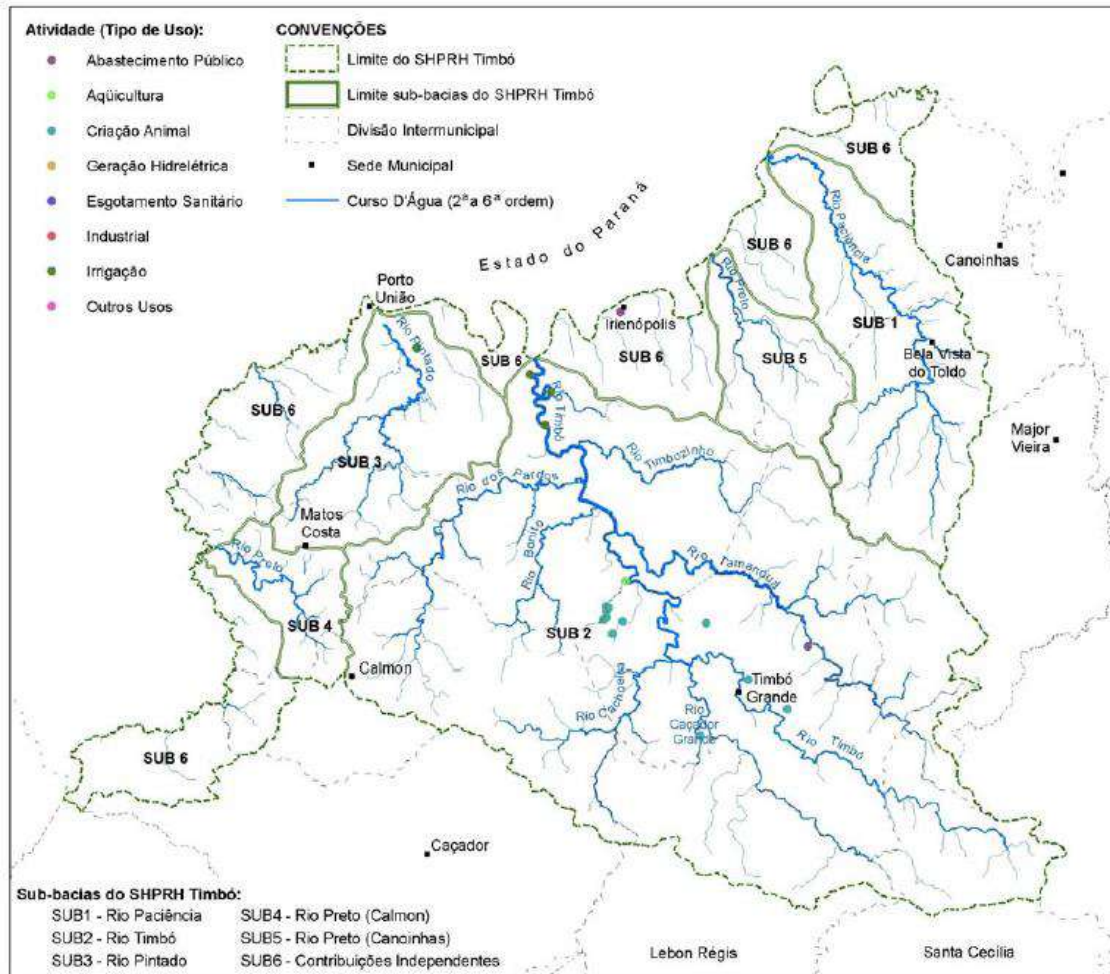 Atividade (Tipo de Uso):
Abastecimento Público
Aqüicultura
Criação Animal
Geração Hidrelétrica
Esgotamento Sanitário
Industrial
Irrigação
Outros Usos
CONVENÇÕES
Limite do SHPRH Timbó
Limite sub-bacias do SHPRH Timbó
Divisão Intermunicipal
Sede Municipal
Curso D'Água (2ª a 6ª ordem)
Estado do Paraná
SUB 6
Rio Paciência
Canoinhas
SUB 6
Porto
União
Rio Preto
Irienópolis
SUB 1
Rio Pintado
SUB 6
SUB 6
SUB 5
Bela Vista
do Toldo
SUB 6
Rio Timbó
Major
Vieira
SUB 3
Rio Timbozinho
Rio dos Pardos
Matos
Costa
Rio Preto
Rio Bonito
Rio Tamanduá
SUB 4
SUB 2
Calmon
Timbó
Grande
Rio Cachoeira
Rio
Caçador
Grande
Rio Timbó
SUB 6
Caçador
Sub-bacias do SHPRH Timbó:
SUB1 - Rio Paciência
SUB2 - Rio Timbó
SUB3 - Rio Pintado
SUB4 - Rio Preto (Calmon)
SUB5 - Rio Preto (Canoinhas)
SUB6 - Contribuições Independentes
Lebon Régis
Santa Cecília